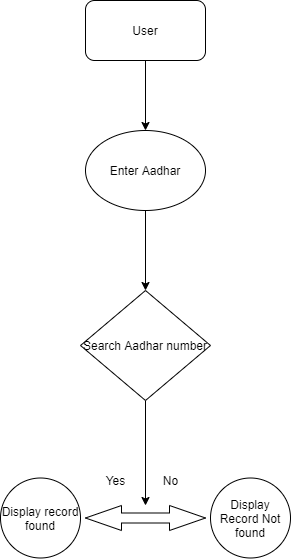 User
Enter Aadhar
Search Aadhar number
Yes
No
Display record
found
Display
Record Not
found